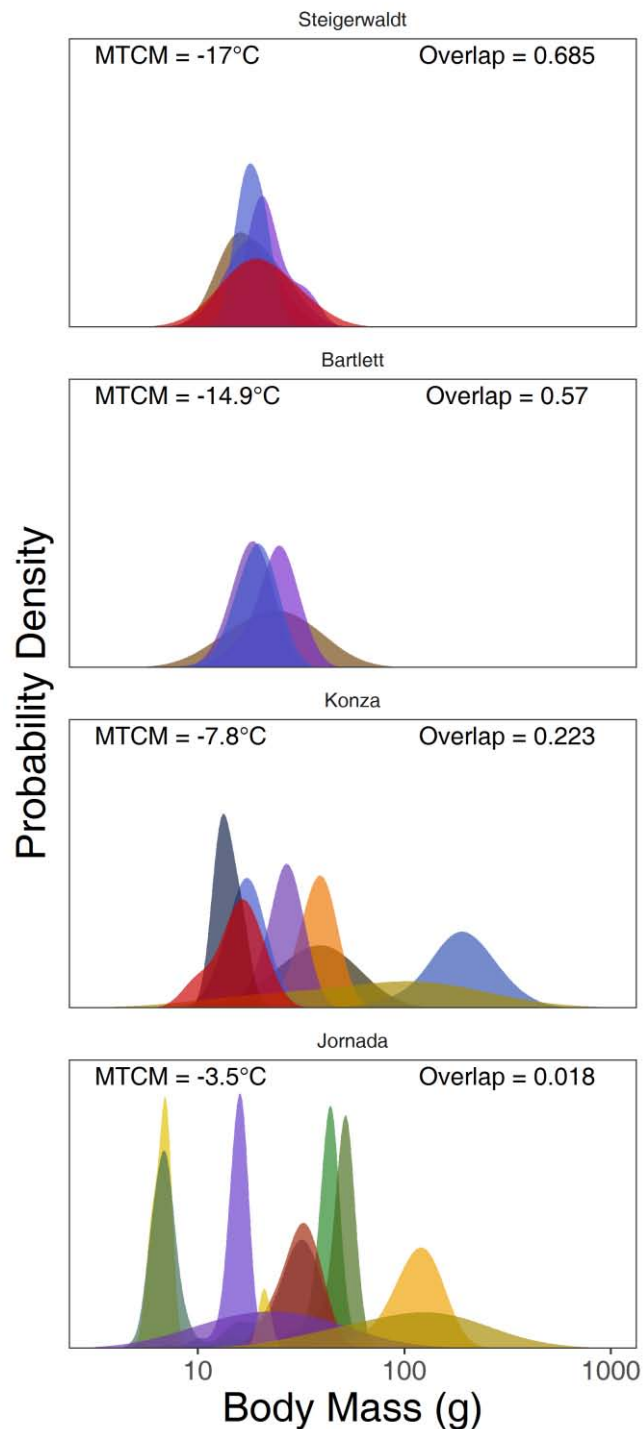 Steigerwaldt
MTCM = -17°C Overlap = 0.685
Bartlett
MTCM = -14.9°C Overlap = 0.57
Konza
MTCM = -7.8°C Overlap = 0.223
Jornada
MTCM = -3.5°C Overlap = 0.018
Probability Density
10 100 1000
Body Mass (g)